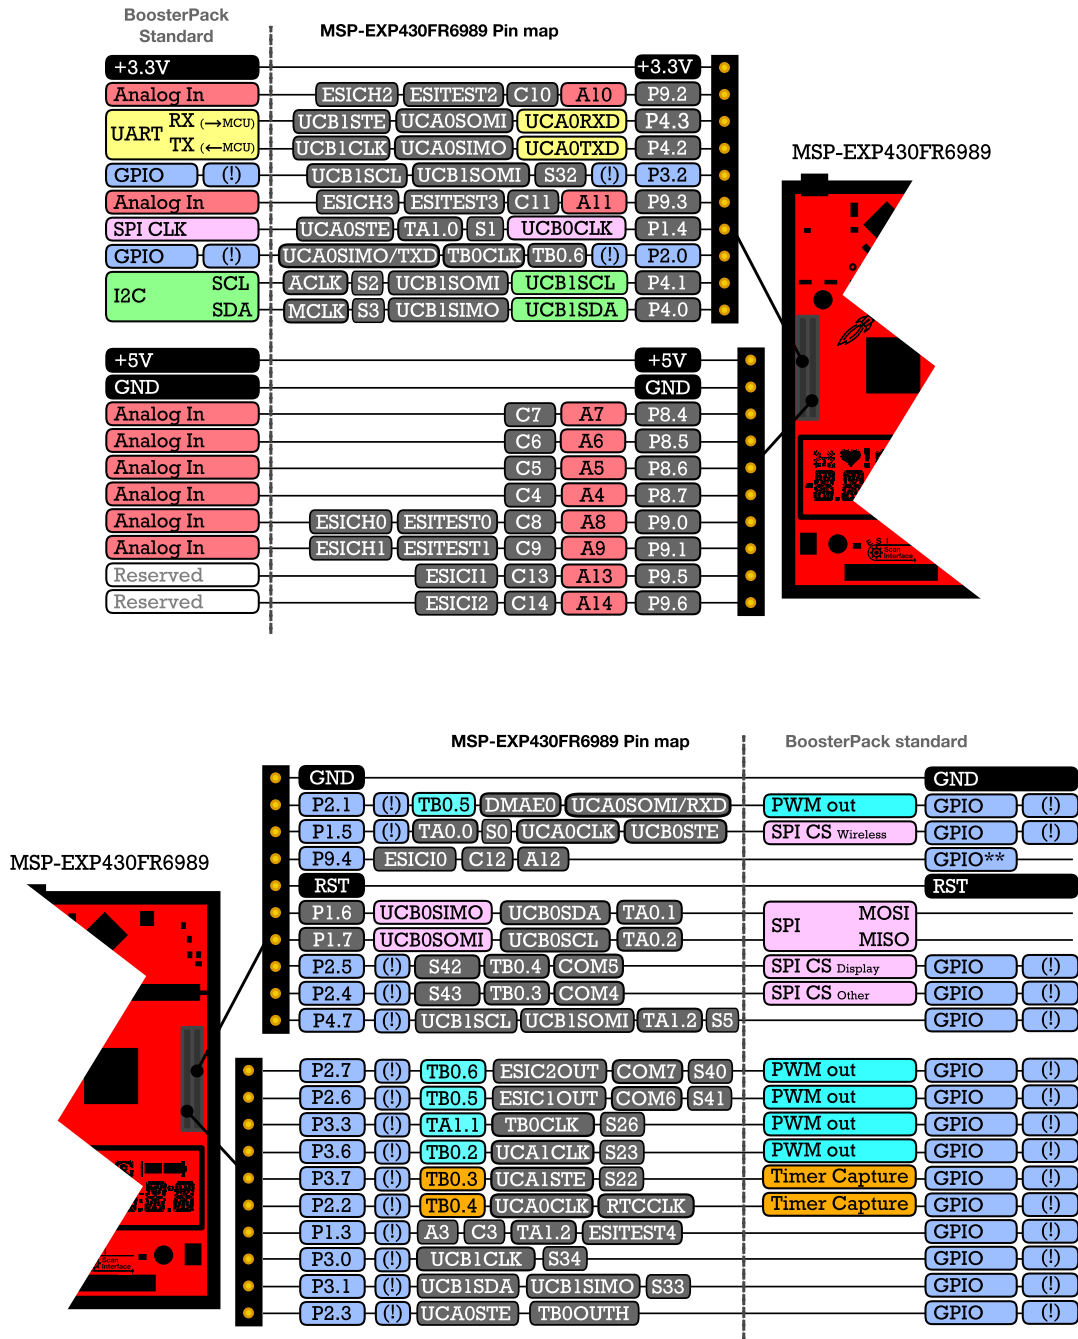 BoosterPack
Standard
MSP-EXP430FR6989 Pin map
+3.3V +3.3V
Analog In ESICH2 ESITEST2 C10 A10 P9.2
UART RX (→MCU) UCB1STE UCA0SOMI UCA0RXD P4.3
TX (←MCU) UCB1CLK UCA0SIMO UCA0TXD P4.2
MSP-EXP430FR6989
GPIO (!) UCB1SCL UCB1SOMI S32 (!) P3.2
Analog In ESICH3 ESITEST3 C11 A11 P9.3
SPI CLK UCA0STE TA1.0 S1 UCB0CLK P1.4
GPIO (!) UCA0SIMO/TXD TB0CLK TB0.6 (!) P2.0
I2C SCL ACLK S2 UCB1SOMI UCB1SCL P4.1
SDA MCLK S3 UCB1SIMO UCB1SDA P4.0
+5V +5V
GND GND
Analog In C7 A7 P8.4
Analog In C6 A6 P8.5
Analog In C5 A5 P8.6
Analog In C4 A4 P8.7
Analog In ESICH0 ESITEST0 C8 A8 P9.0
Analog In ESICH1 ESITEST1 C9 A9 P9.1
Scan
Interface
Reserved ESICI1 C13 A13 P9.5
Reserved ESICI2 C14 A14 P9.6
MSP-EXP430FR6989 Pin map
BoosterPack standard
GND GND
P2.1 (!) TB0.5 DMAE0 UCA0SOMI/RXD PWM out GPIO (!)
P1.5 (!) TA0.0 S0 UCA0CLK UCB0STE SPI CS Wireless GPIO (!)
MSP-EXP430FR6989
P9.4 ESICI0 C12 A12 GPIO**
RST RST
P1.6 UCB0SIMO UCB0SDA TA0.1 SPI MOSI
P1.7 UCB0SOMI UCB0SCL TA0.2 MISO
P2.5 (!) S42 TB0.4 COM5 SPI CS Display GPIO (!)
P2.4 (!) S43 TB0.3 COM4 SPI CS Other GPIO (!)
P4.7 (!) UCB1SCL UCB1SOMI TA1.2 S5 GPIO (!)
P2.7 (!) TB0.6 ESIC2OUT COM7 S40 PWM out GPIO (!)
P2.6 (!) TB0.5 ESIC1OUT COM6 S41 PWM out GPIO (!)
P3.3 (!) TA1.1 TB0CLK S26 PWM out GPIO (!)
P3.6 (!) TB0.2 UCA1CLK S23 PWM out GPIO (!)
P3.7 (!) TB0.3 UCA1STE S22 Timer Capture GPIO (!)
P2.2 (!) TB0.4 UCA0CLK RTCCLK Timer Capture GPIO (!)
P1.3 (!) A3 C3 TA1.2 ESITEST4 GPIO (!)
P3.0 (!) UCB1CLK S34 GPIO (!)
Scan
Interface
P3.1 (!) UCB1SDA UCB1SIMO S33 GPIO (!)
P2.3 (!) UCA0STE TB0OUTH GPIO (!)